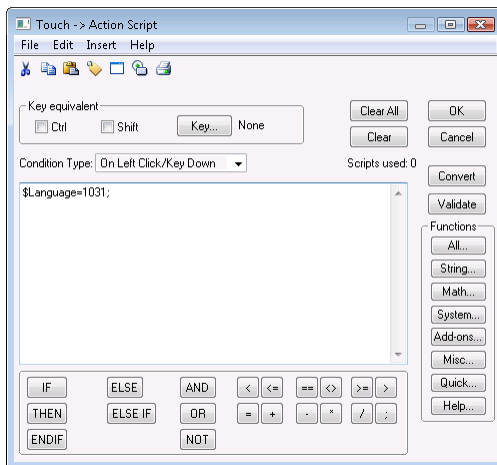 Touch -> Action Script
File Edit Insert Help
Key equivalent
Ctrl Shift Key... None
Clear All OK
Clear Cancel
Condition Type: On Left Click/Key Down Scripts used: 0
Convert
$Language=1031;
Validate
Functions
All...
String...
Math...
System...
Add-ons...
Misc...
Quick...
Help...
IF ELSE AND < <= == <> >= >
THEN ELSE IF OR = + - * / ;
ENDIF NOT